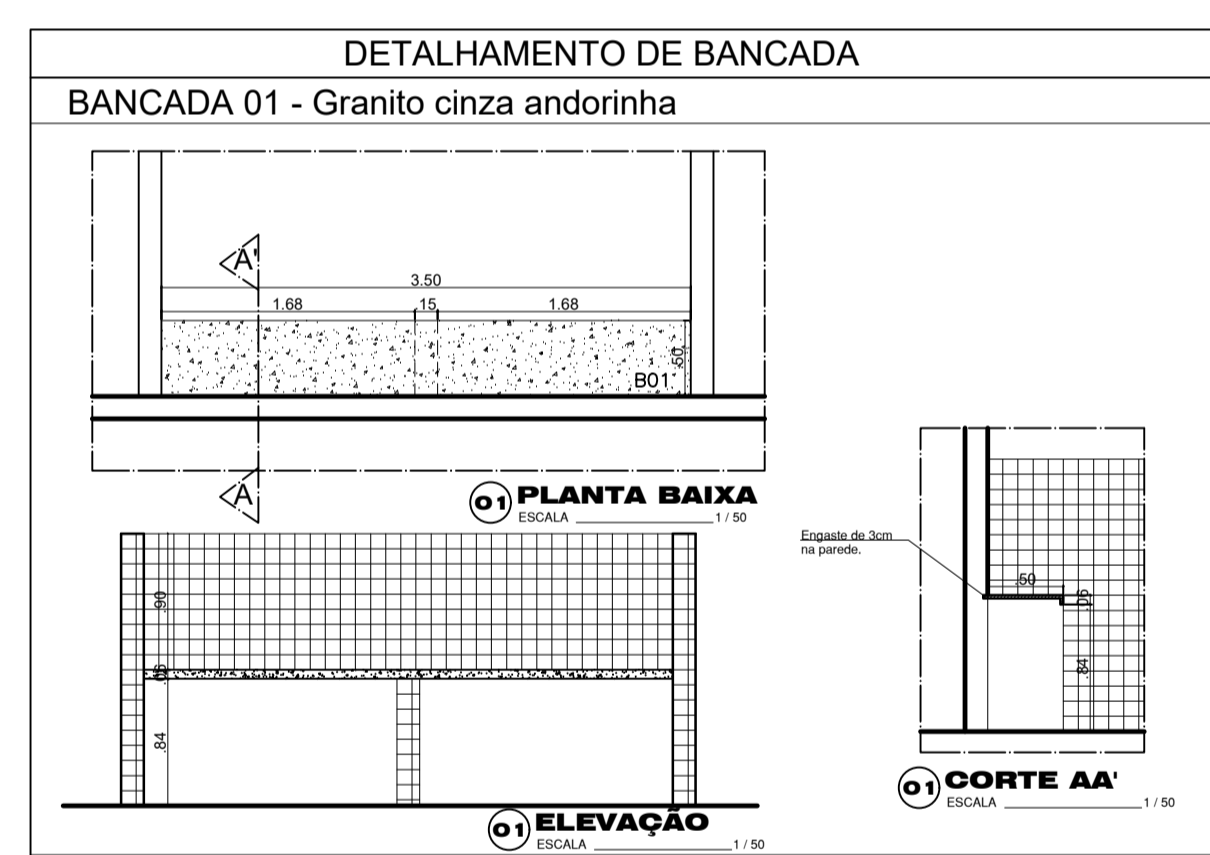 DETALHAMENTO DE BANCADA
BANCADA 01 - Granito cinza andorinha
A'
3.50
1.68 .15 1.68
.50
B01
A
01 PLANTA BAIXA
ESCALA 1 / 50
.90
.06
.84
01 ELEVAÇÃO
ESCALA 1 / 50
Engaste de 3cm
na parede.
.50
.06
.84
01 CORTE AA'
ESCALA 1 / 50